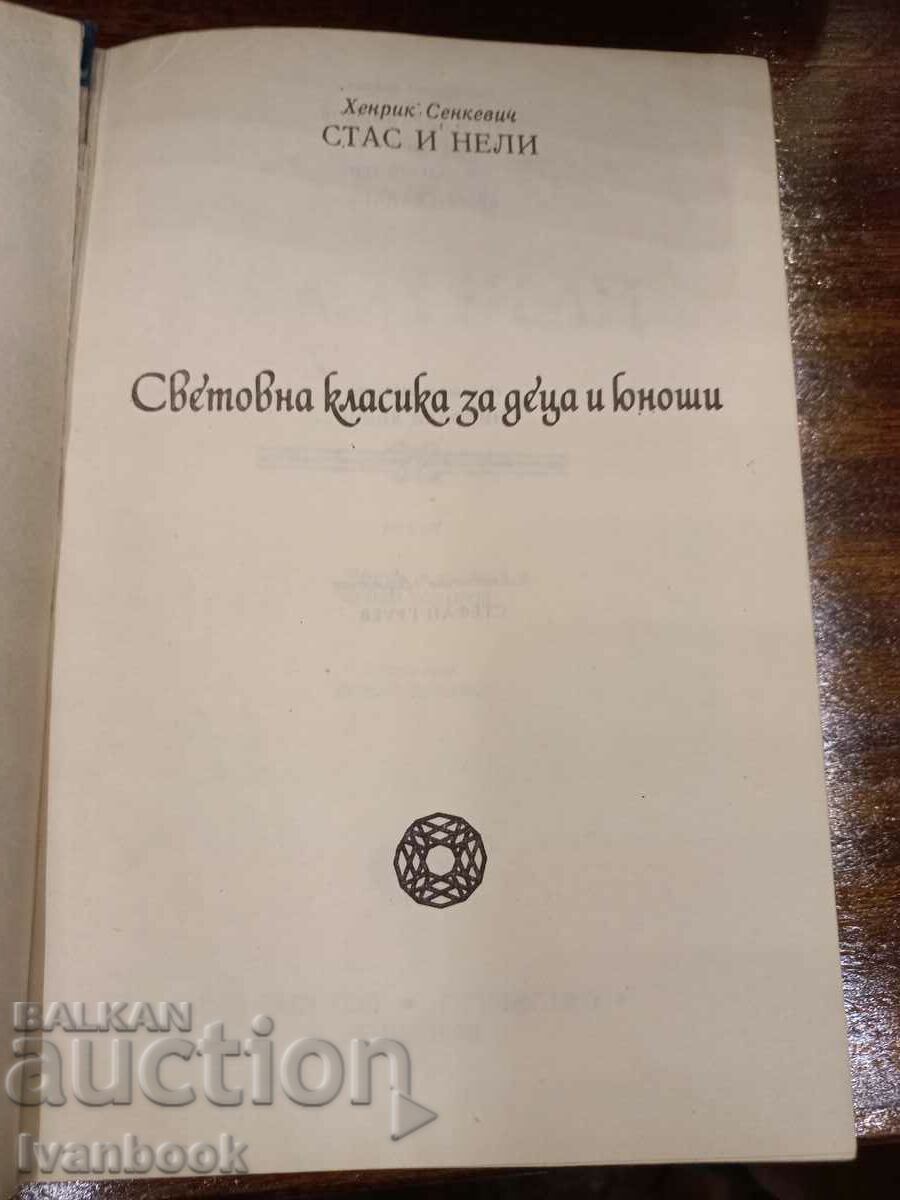 Хенрик Сенкевич
СТАС И НЕЛИ
Световна класика за деца и юноши
BALKAN
auction
Ivanbook